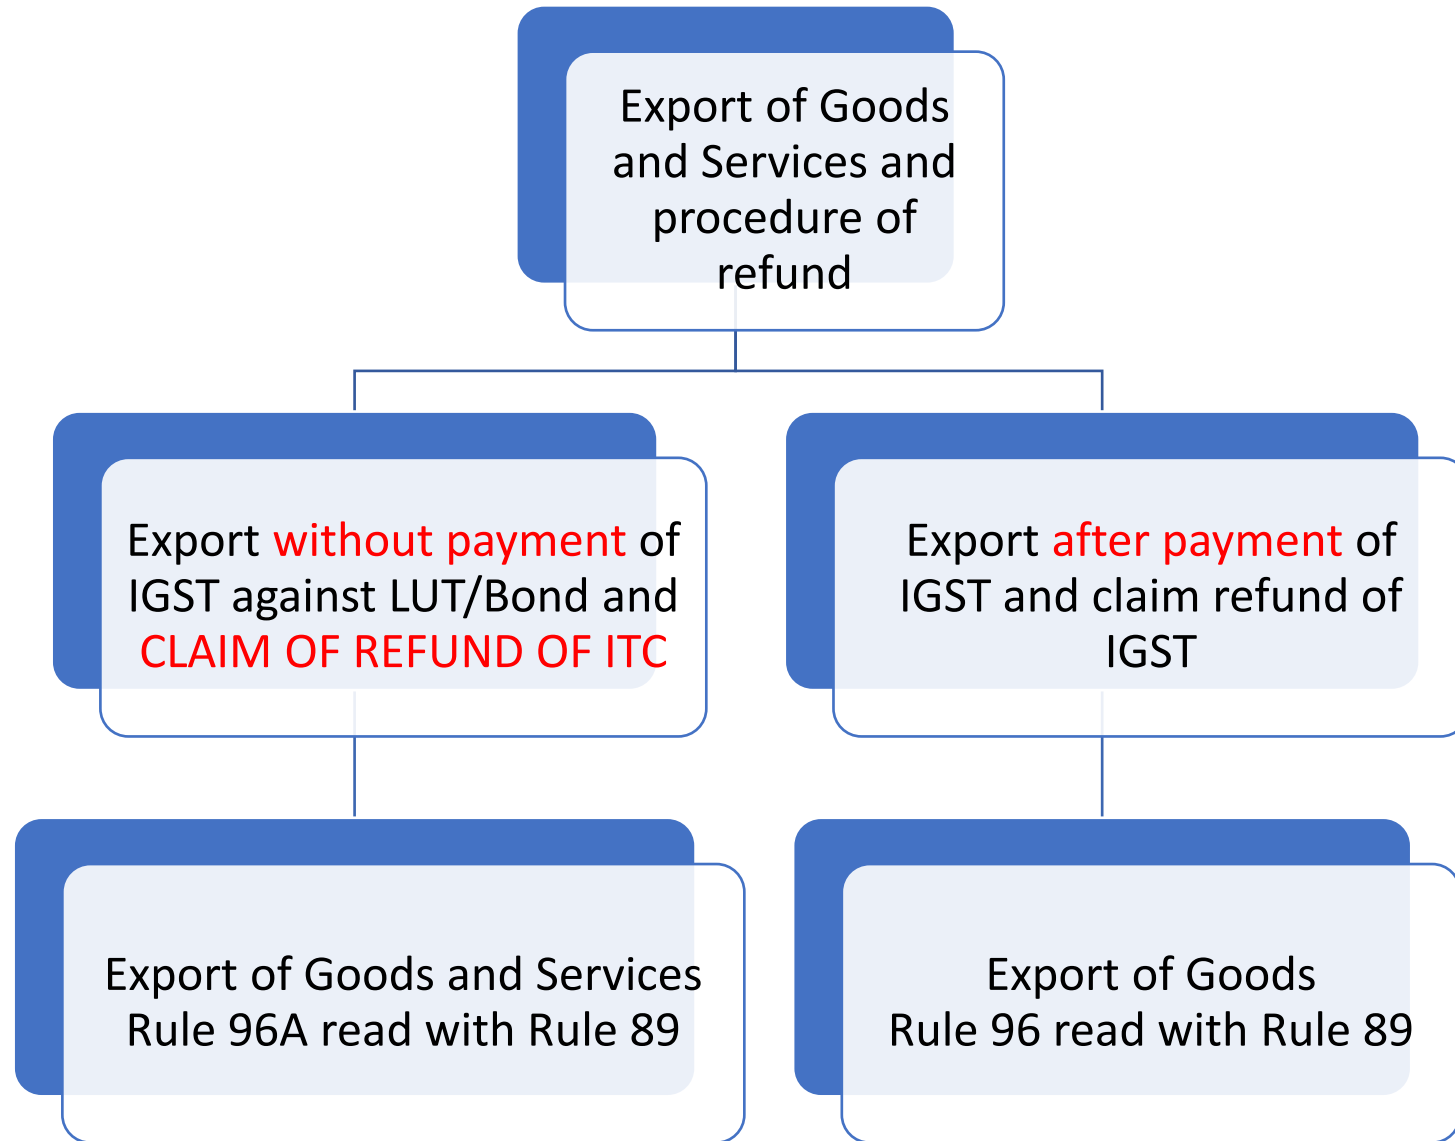 Export of Goods
and Services and
procedure of
refund
Export without payment of
IGST against LUT/Bond and
CLAIM OF REFUND OF ITC
Export after payment of
IGST and claim refund of
IGST
Export of Goods and Services
Rule 96A read with Rule 89
Export of Goods
Rule 96 read with Rule 89